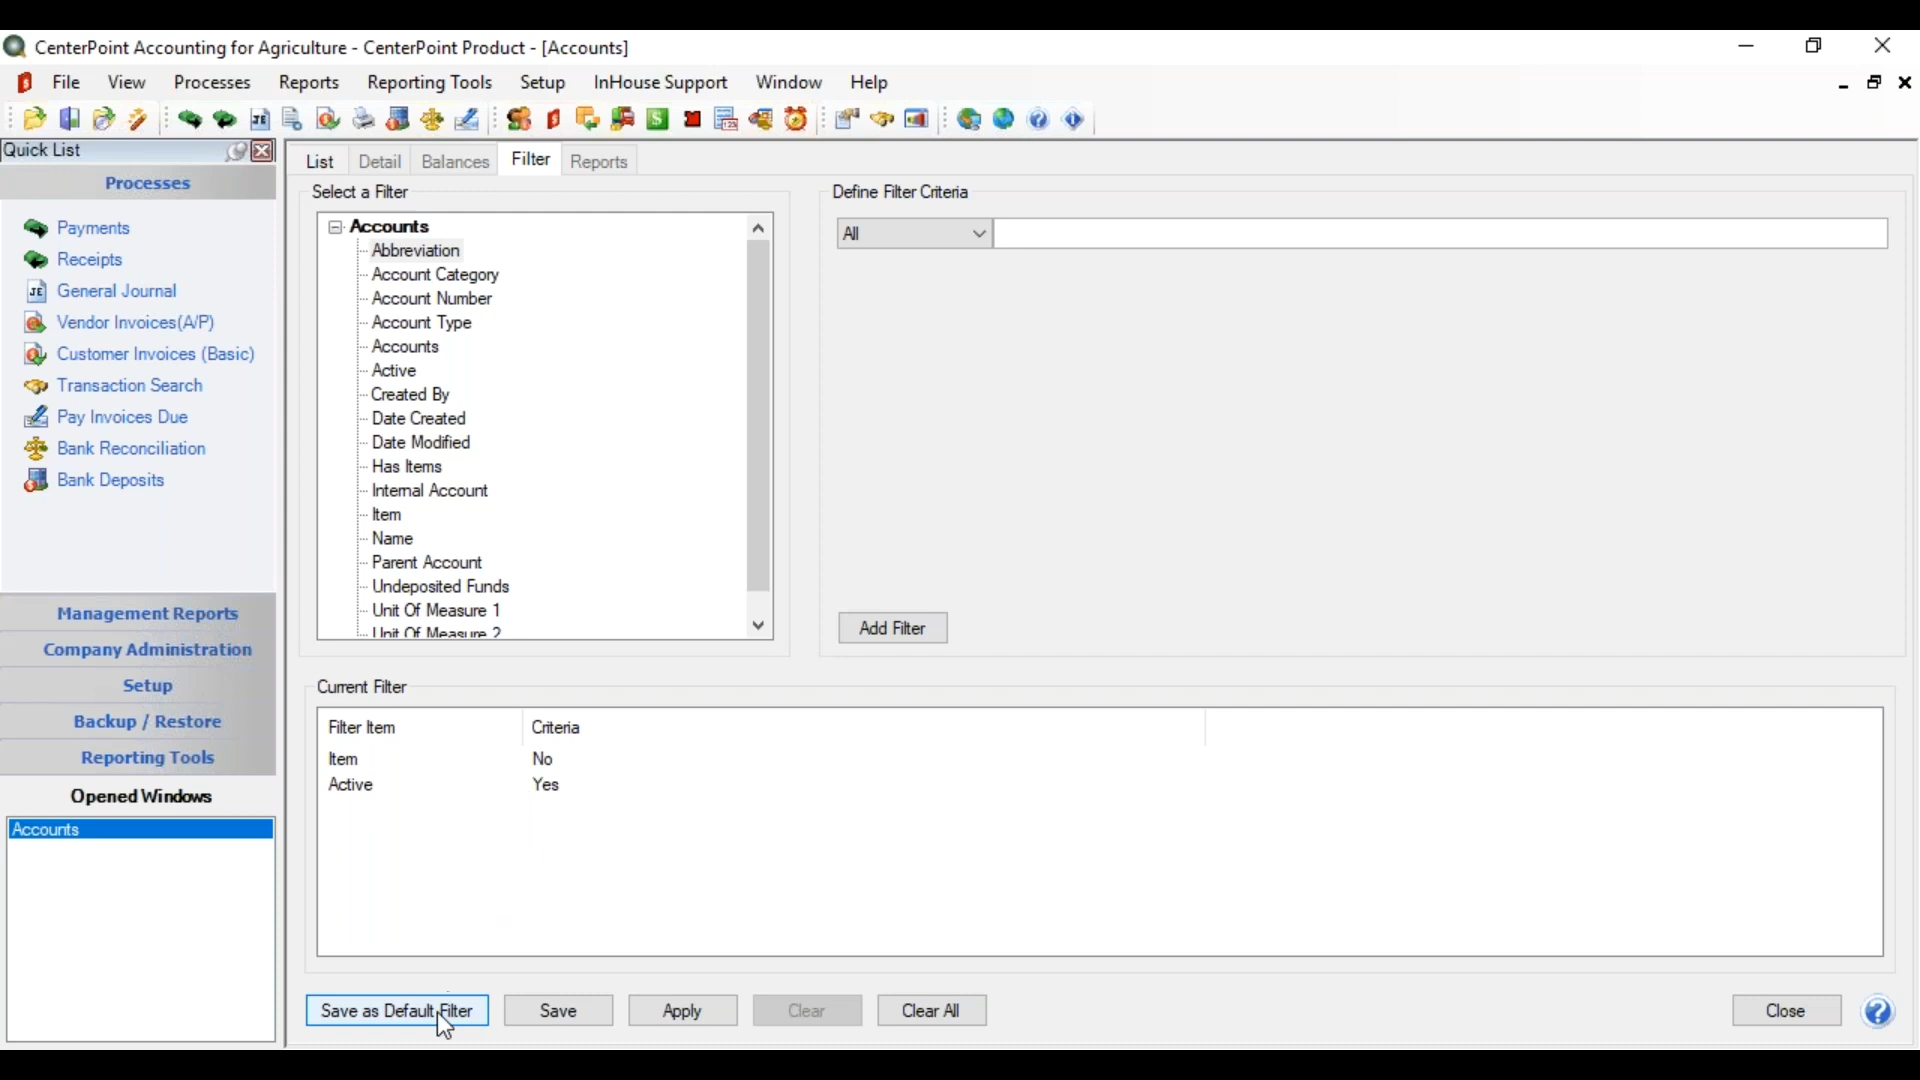 CenterPoint Accounting for Agriculture - CenterPoint Product - [Accounts]
File View Processes Reports Reporting Tools Setup InHouse Support Window Help
Quick List
Processes
Payments
Receipts
General Journal
Vendor Invoices(A/P)
Customer Invoices (Basic)
Transaction Search
Pay Invoices Due
Bank Reconciliation
Bank Deposits
Management Reports
Company Administration
Setup
Backup / Restore
Reporting Tools
Opened Windows
Accounts
List Detail Balances Filter Reports
Select a Filter
Accounts
Abbreviation
Account Category
Account Number
Account Type
Accounts
Active
Created By
Date Created
Date Modified
Has Items
Internal Account
Item
Name
Parent Account
Undeposited Funds
Unit Of Measure 1
Unit Of Measure 2
Define Filter Criteria
All
Add Filter
Current Filter
Filter Item Criteria
Item No
Active Yes
Save as Default Filter Save Apply Clear Clear All Close